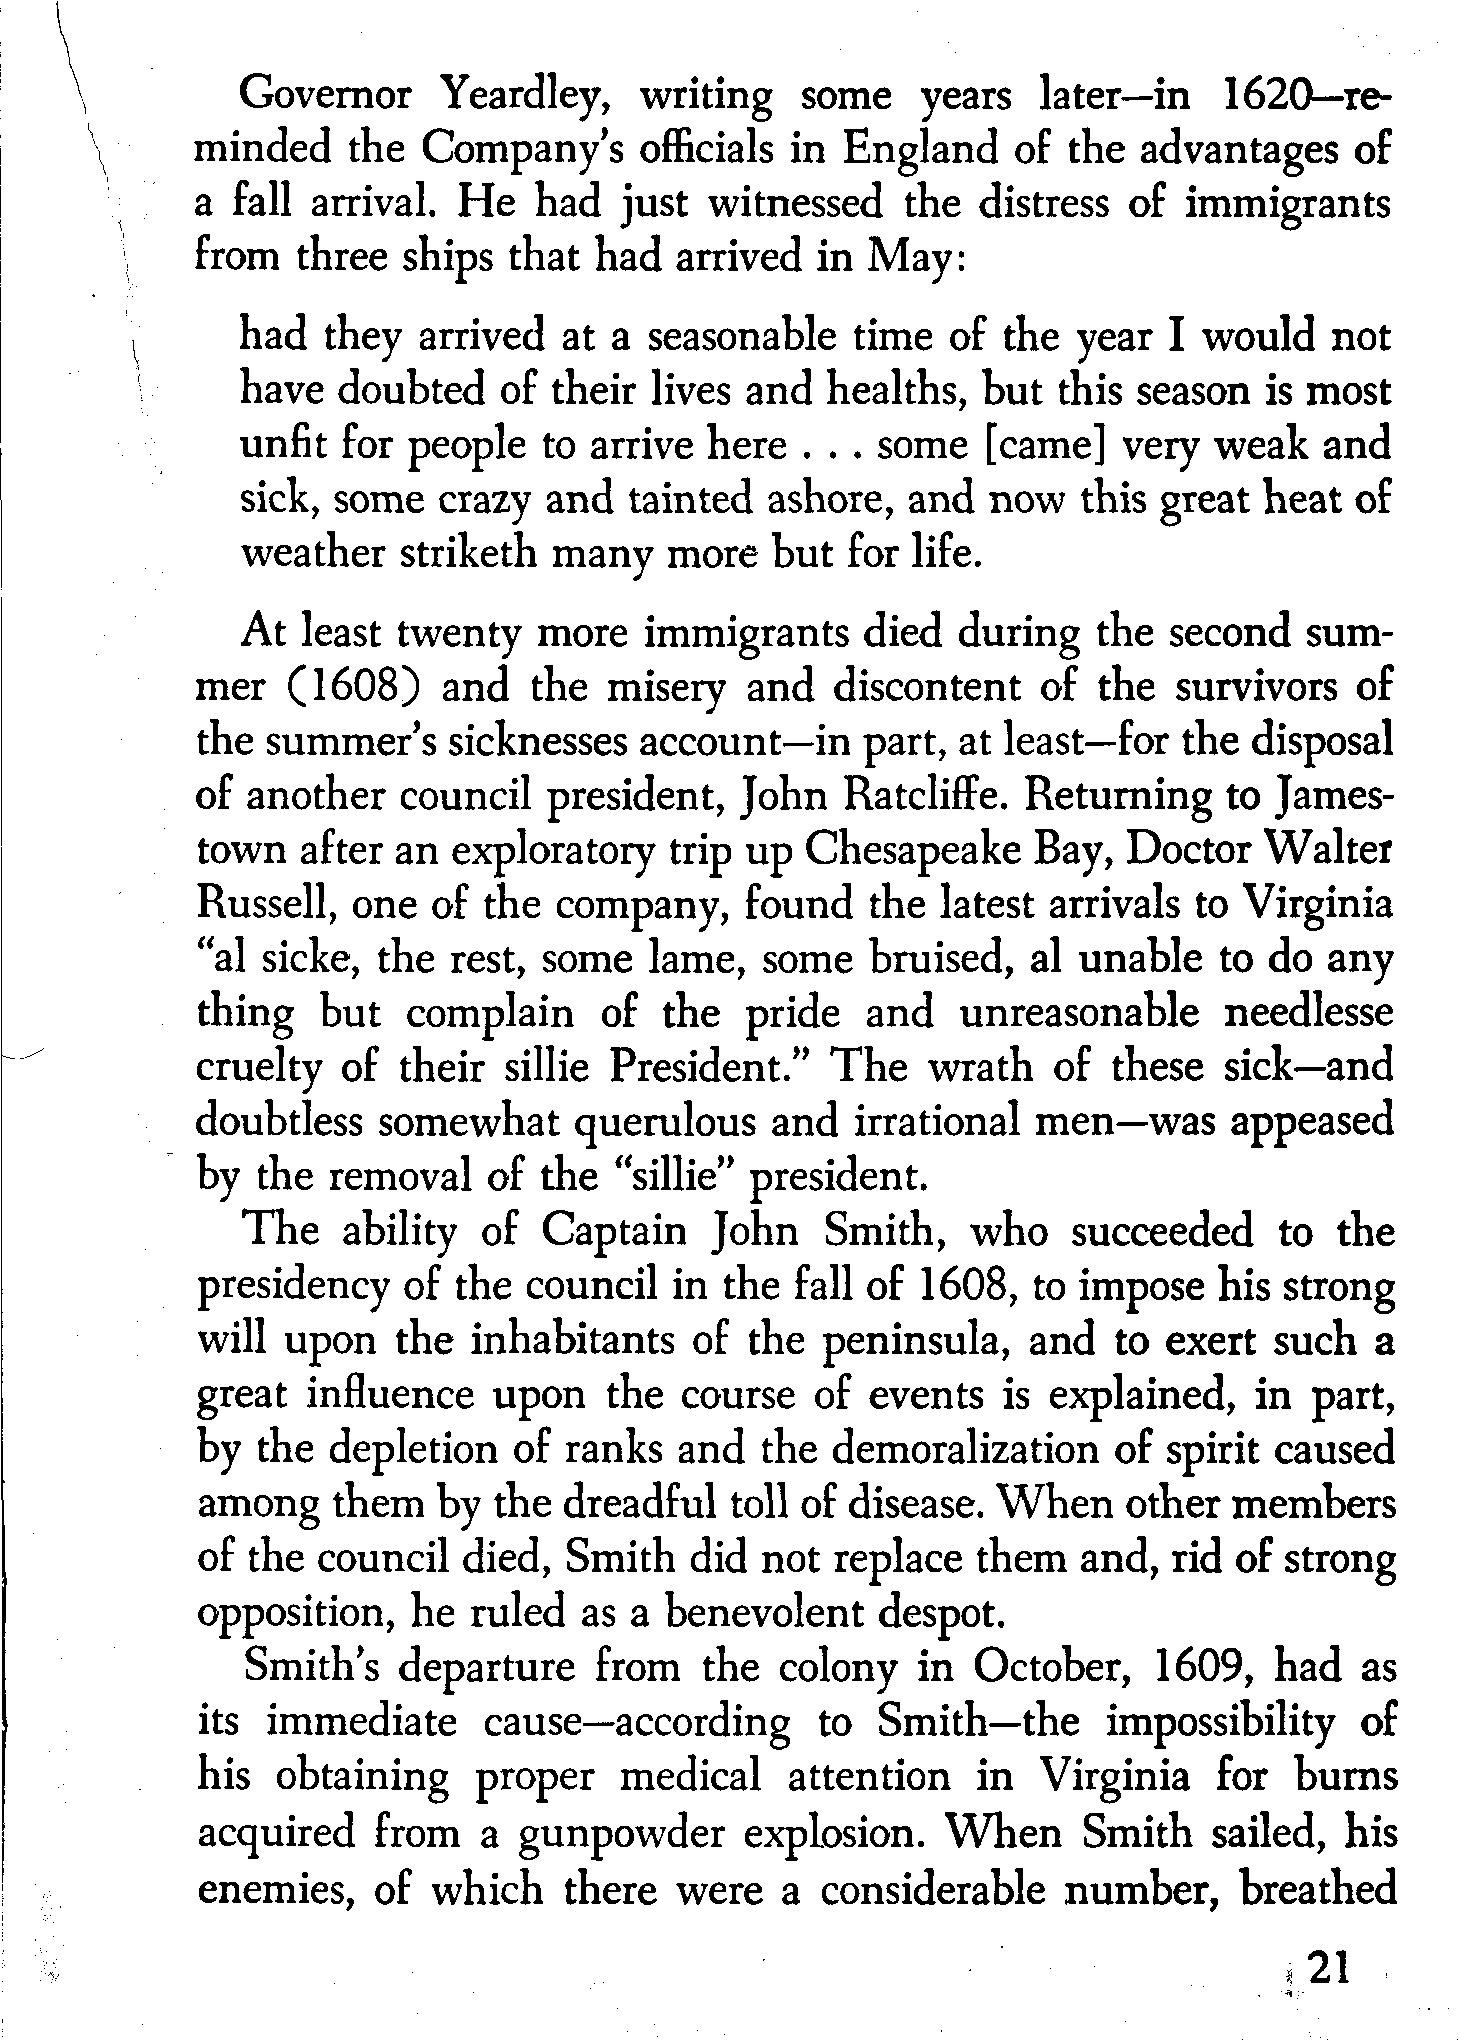 Governor Yeardley, writing some years later—in 1620—re-
minded the Company's officials in England of the advantages of
a fall arrival. He had just witnessed the distress of immigrants
from three ships that had arrived in May:
had they arrived at a seasonable time of the year I would not
have doubted of their lives and healths, but this season is most
unfit for people to arrive here . . . some [came] very weak and
sick, some crazy and tainted ashore, and now this great heat of
weather striketh many more but for life.
At least twenty more immigrants died during the second sum-
mer (1608) and the misery and discontent of the survivors of
the summer's sicknesses account—in part, at least—for the disposal
of another council president, John Ratcliffe. Returning to James-
town after an exploratory trip up Chesapeake Bay, Doctor Walter
Russell, one of the company, found the latest arrivals to Virginia
"al sicke, the rest, some lame, some bruised, al unable to do any
thing but complain of the pride and unreasonable needlesse
cruelty of their sillie President." The wrath of these sick—and
doubtless somewhat querulous and irrational men—was appeased
by the removal of the "sillie" president.
The ability of Captain John Smith, who succeeded to the
presidency of the council in the fall of 1608, to impose his strong
will upon the inhabitants of the peninsula, and to exert such a
great influence upon the course of events is explained, in part,
by the depletion of ranks and the demoralization of spirit caused
among them by the dreadful toll of disease. When other members
of the council died, Smith did not replace them and, rid of strong
opposition, he ruled as a benevolent despot.
Smith's departure from the colony in October, 1609, had as
its immediate cause—according to Smith—the impossibility of
his obtaining proper medical attention in Virginia for burns
acquired from a gunpowder explosion. When Smith sailed, his
enemies, of which there were a considerable number, breathed
21